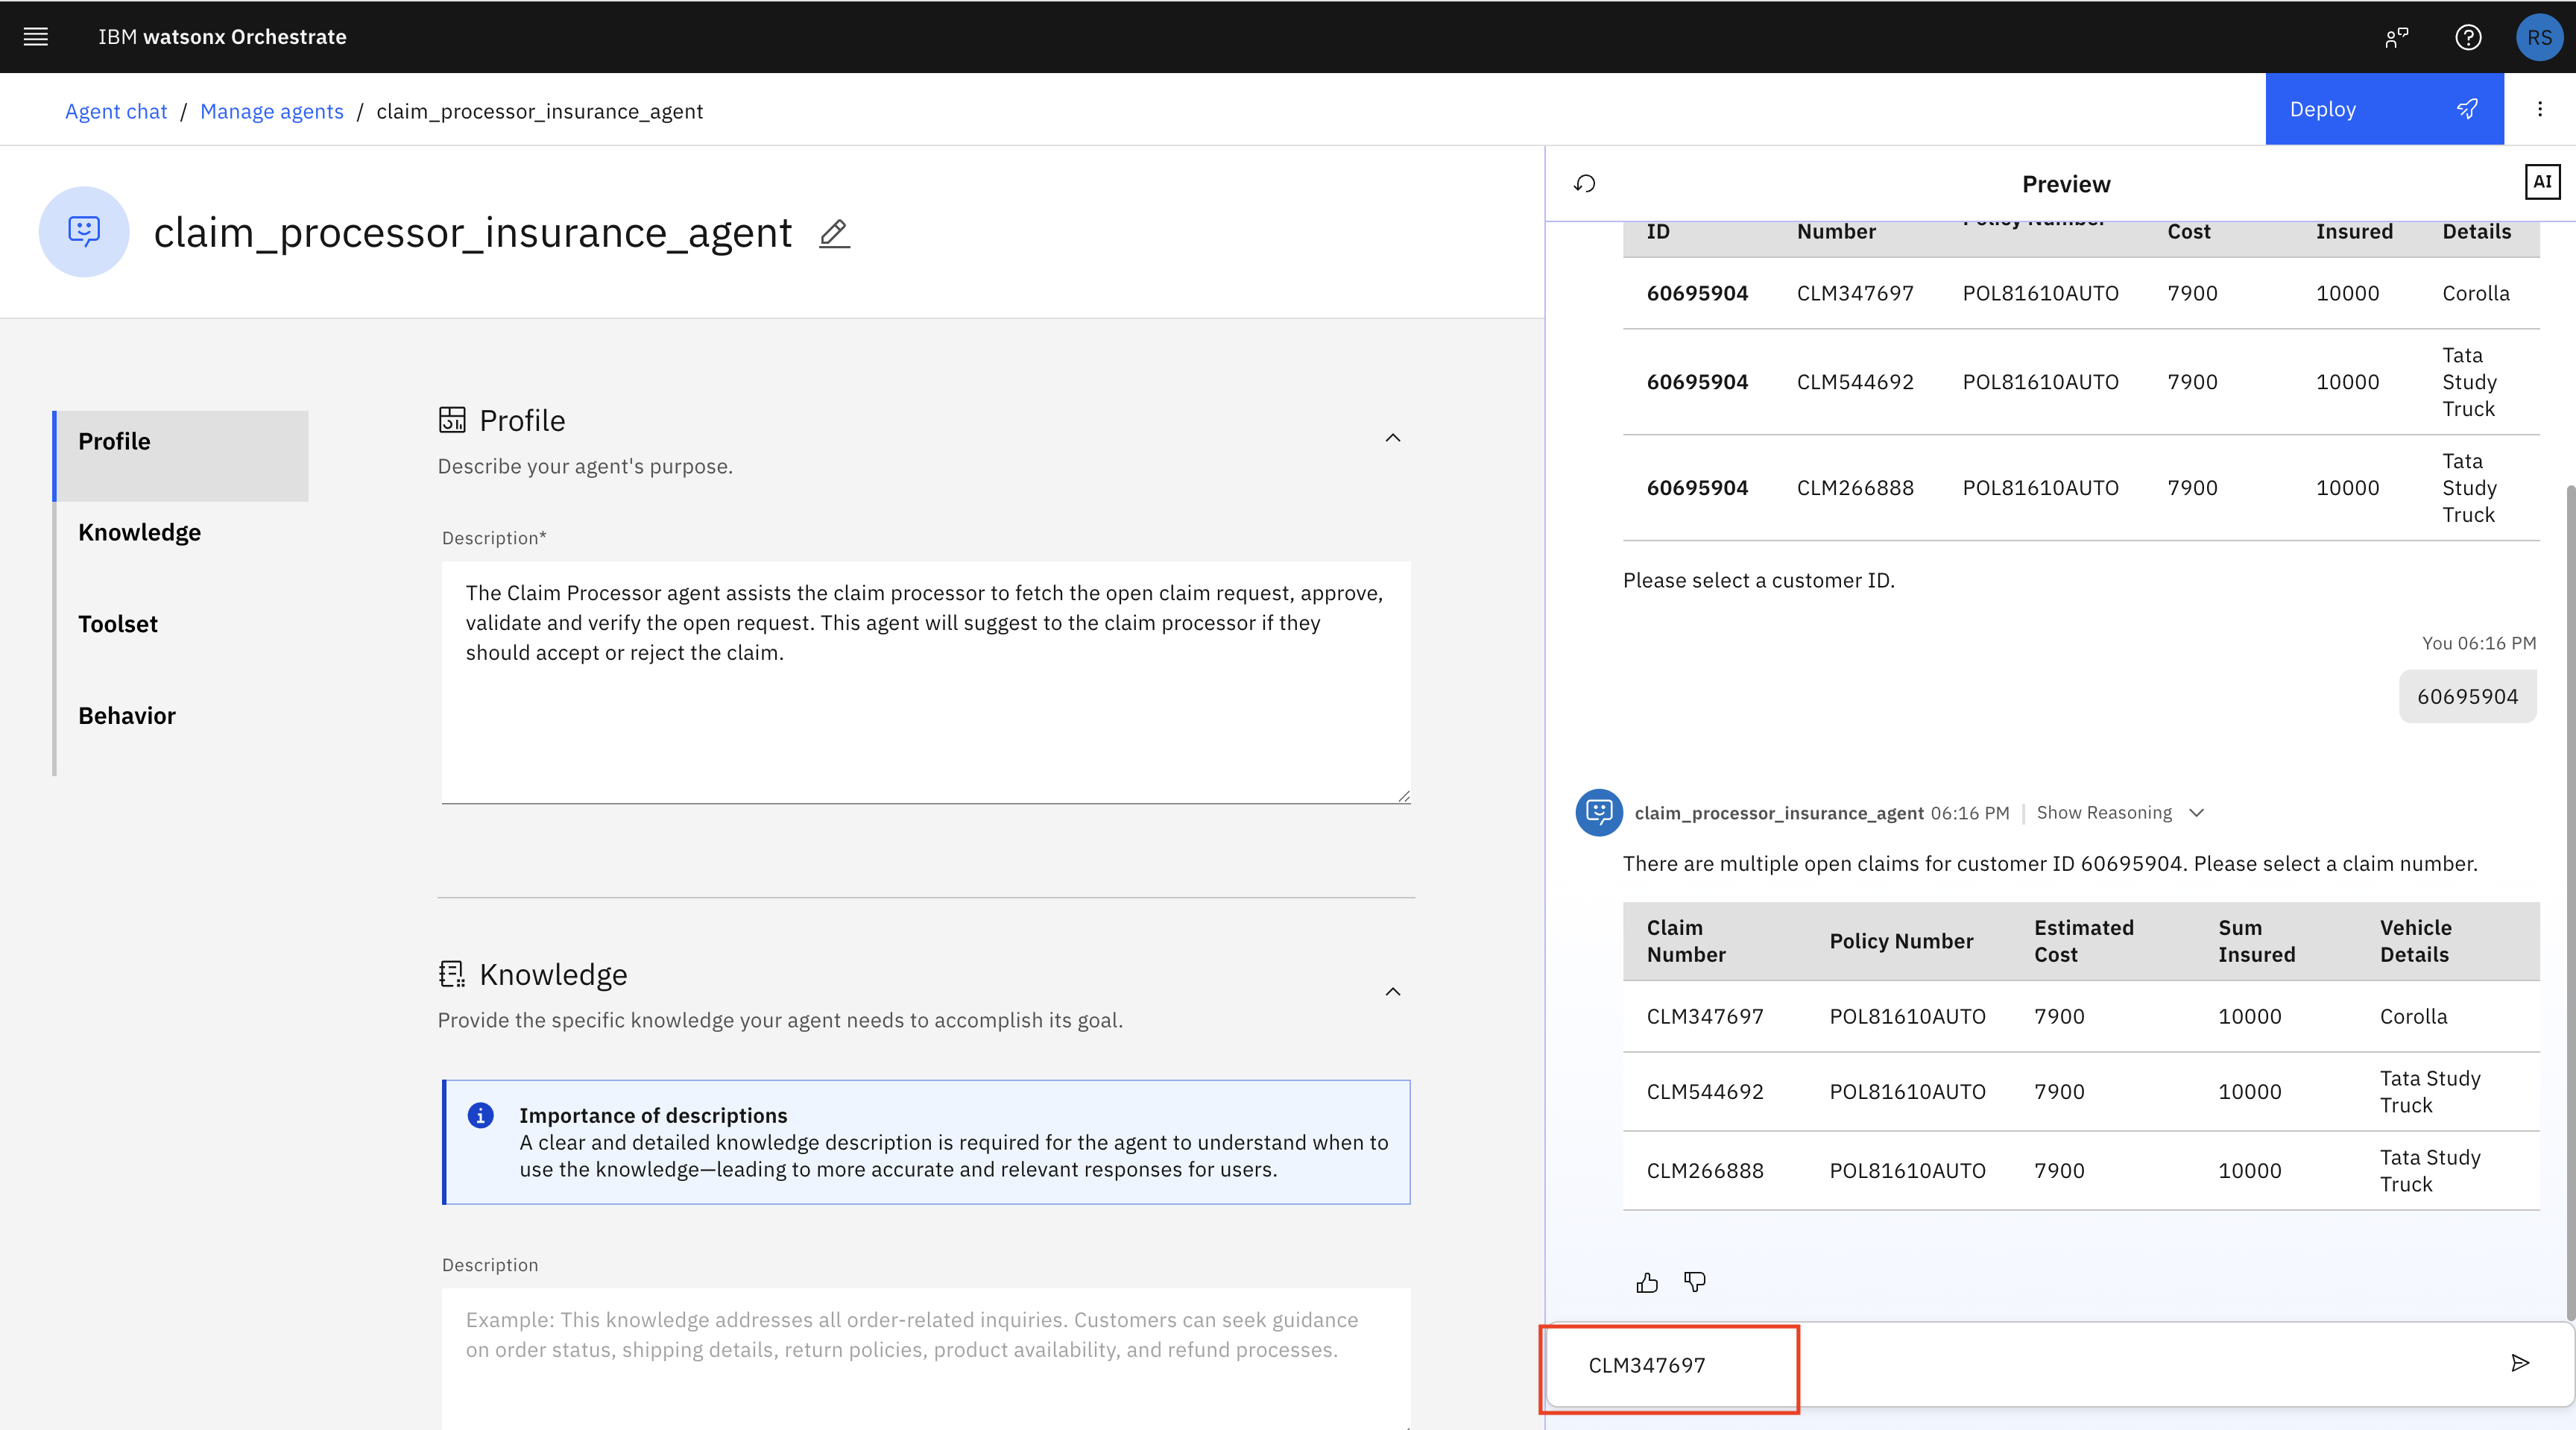 IBM watsonx Orchestrate
RS
Agent chat / Manage agents / claim_processor_insurance_agent
Deploy
claim_processor_insurance_agent
Profile
Knowledge
Toolset
Behavior
Profile
Describe your agent's purpose.
Description*
The Claim Processor agent assists the claim processor to fetch the open claim request, approve,
validate and verify the open request. This agent will suggest to the claim processor if they
should accept or reject the claim.
Knowledge
Provide the specific knowledge your agent needs to accomplish its goal.
Importance of descriptions
A clear and detailed knowledge description is required for the agent to understand when to
use the knowledge—leading to more accurate and relevant responses for users.
Description
Example: This knowledge addresses all order-related inquiries. Customers can seek guidance
on order status, shipping details, return policies, product availability, and refund processes.
Preview
AI
Policy Number
ID Number Cost Insured Details
60695904 CLM347697 POL81610AUTO 7900 10000 Corolla
Tata
60695904 CLM544692 POL81610AUTO 7900 10000 Study
Truck
Tata
60695904 CLM266888 POL81610AUTO 7900 10000 Study
Truck
Please select a customer ID.
You 06:16 PM
60695904
claim_processor_insurance_agent 06:16 PM | Show Reasoning
There are multiple open claims for customer ID 60695904. Please select a claim number.
Claim Number Policy Number Estimated Cost Sum Insured Vehicle Details
CLM347697 POL81610AUTO 7900 10000 Corolla
CLM544692 POL81610AUTO 7900 10000 Tata Study
Truck
CLM266888 POL81610AUTO 7900 10000 Tata Study
Truck
CLM347697